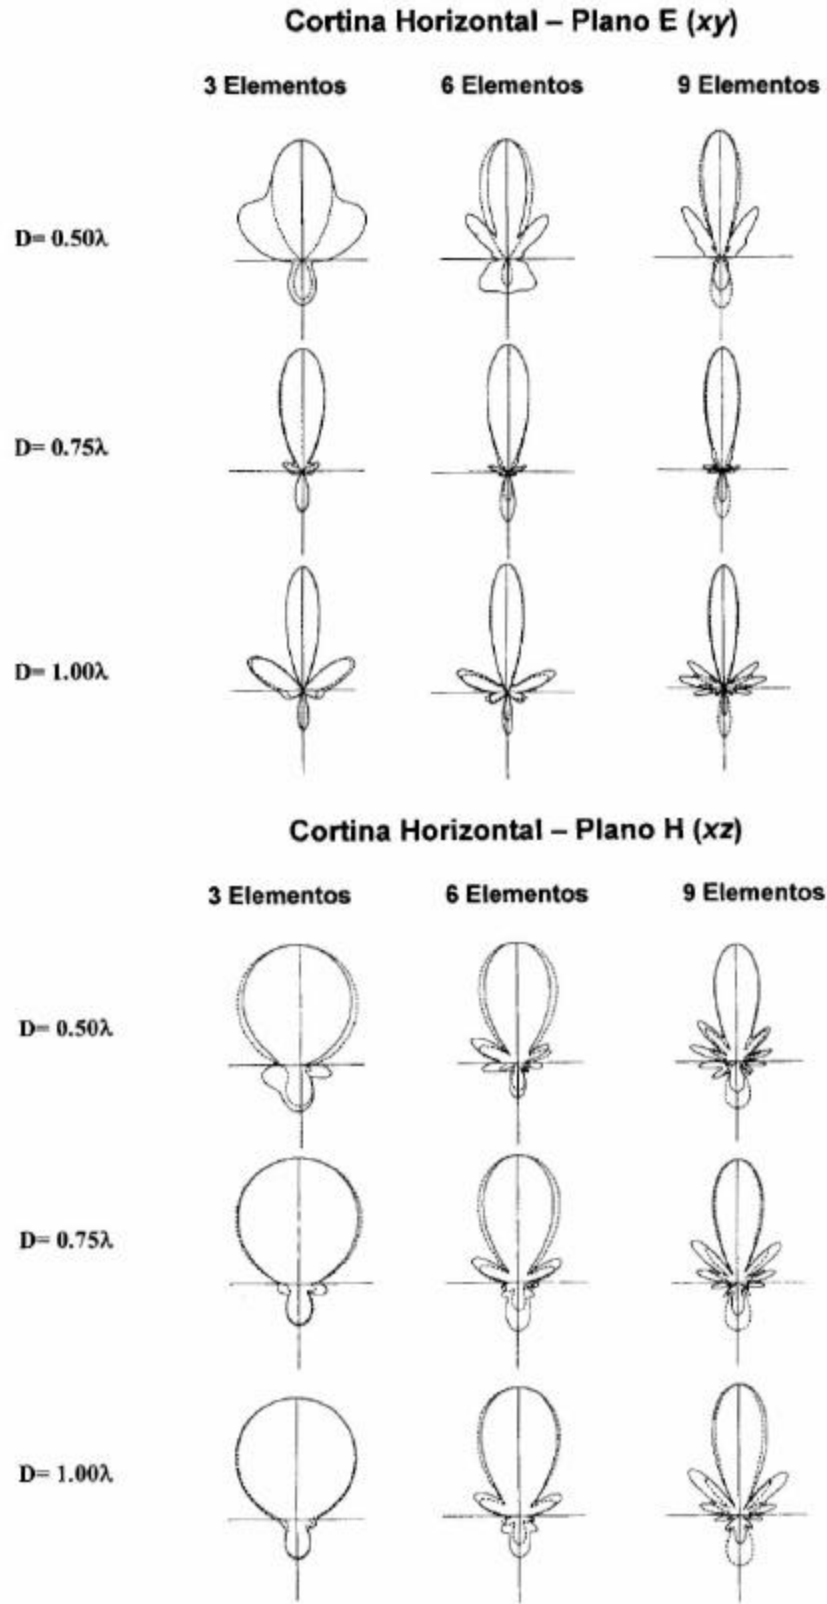 Cortina Horizontal – Plano E (xy)
3 Elementos 6 Elementos 9 Elementos
D= 0.50λ
D= 0.75λ
D= 1.00λ
Cortina Horizontal – Plano H (xz)
3 Elementos 6 Elementos 9 Elementos
D= 0.50λ
D= 0.75λ
D= 1.00λ